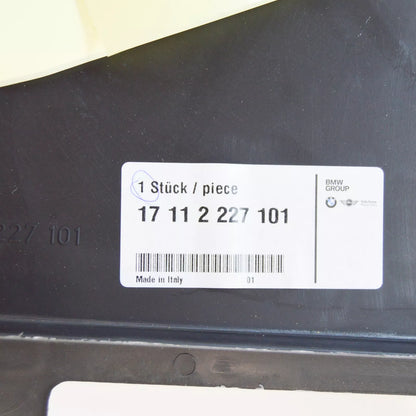 1 Stück / piece
17 11 2 227 101
Made in Italy
01
BMW
GROUP
227 101